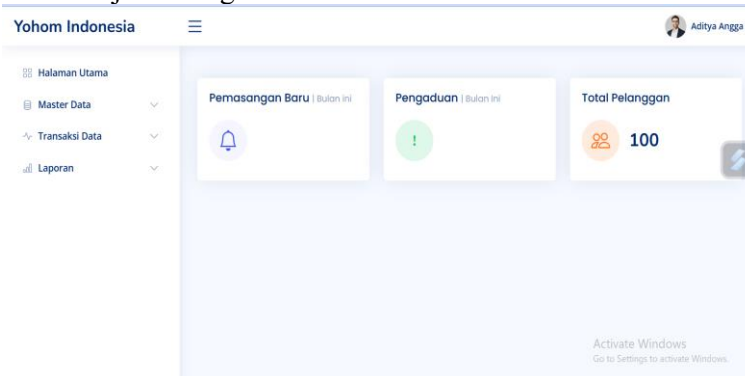 Yohom Indonesia
Aditya Angga
Halaman Utama
Master Data
Transaksi Data
Laporan
Pemasangan Baru | Bulan Ini
Pengaduan | Bulan Ini
!
Total Pelanggan
100
Activate Windows
Go to Settings to activate Windows.